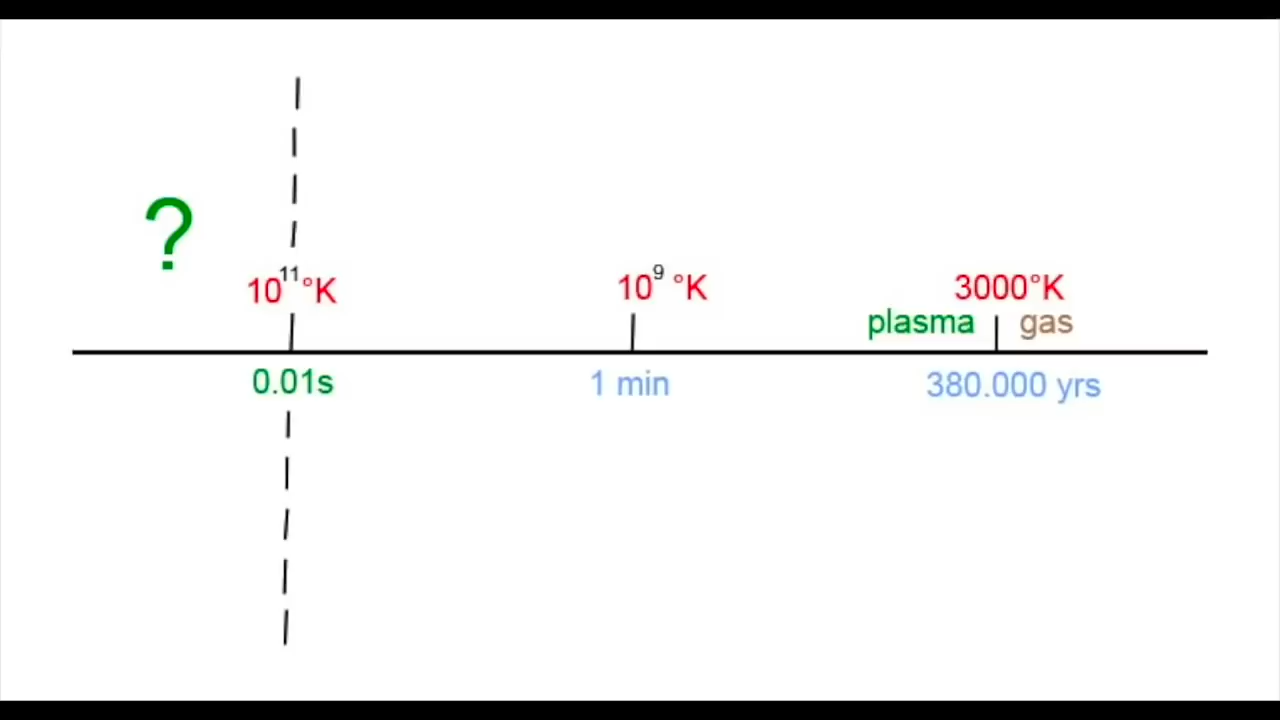 ?
10¹¹ °K
10⁹ °K
3000°K
plasma
gas
0.01s
1 min
380.000 yrs